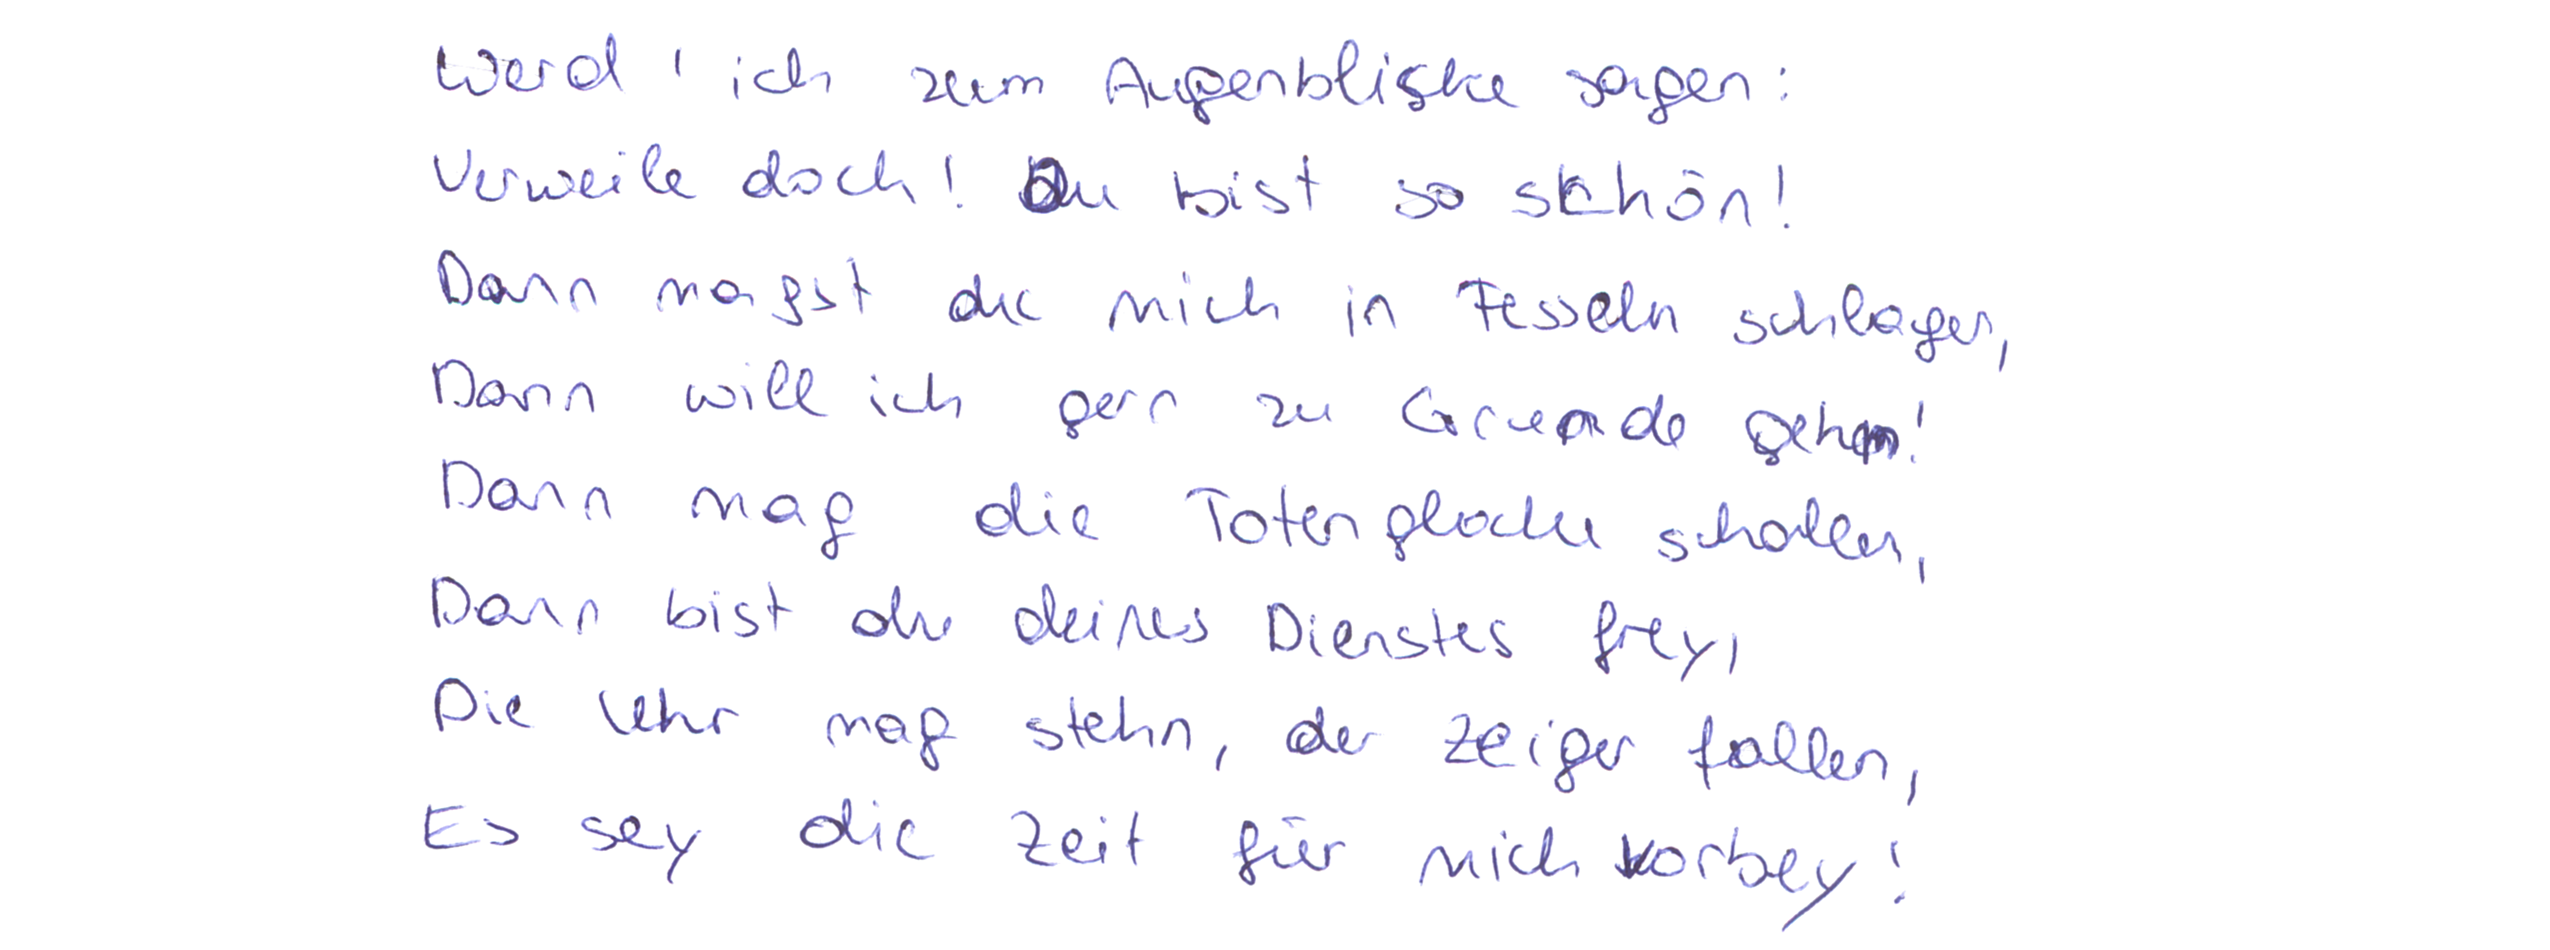 Werd' ich zum Augenblicke sagen:
Verweile doch! Du bist so schön!
Dann magst du mich in Fesseln schlagen,
Dann will ich gern zu Grunde gehn!
Dann mag die Totenglocke schallen,
Dann bist du deines Dienstes frey,
Die Uhr mag stehn, der Zeiger fallen,
Es sey die Zeit für mich vorbey!